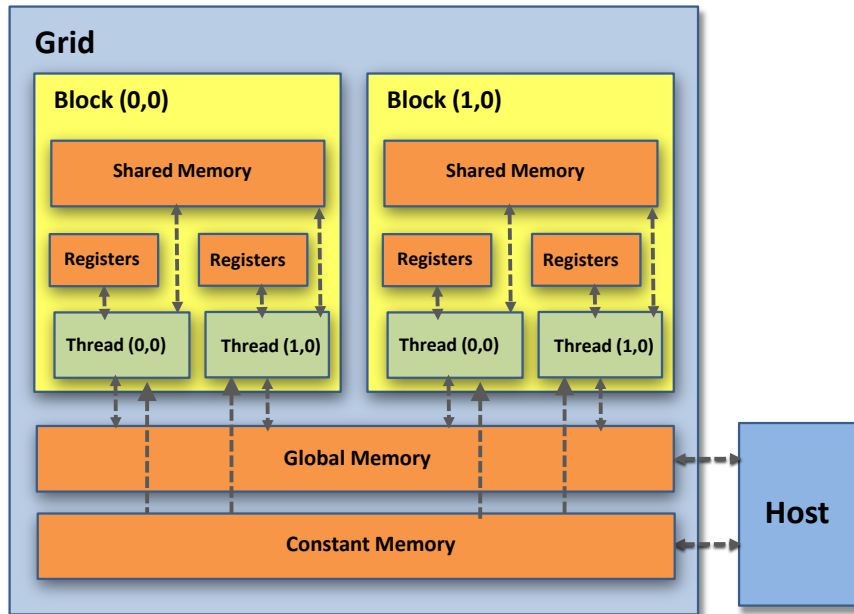 Grid
Block (0,0)
Shared Memory
Registers
Registers
Thread (0,0)
Thread (1,0)
Block (1,0)
Shared Memory
Registers
Registers
Thread (0,0)
Thread (1,0)
Global Memory
Constant Memory
Host